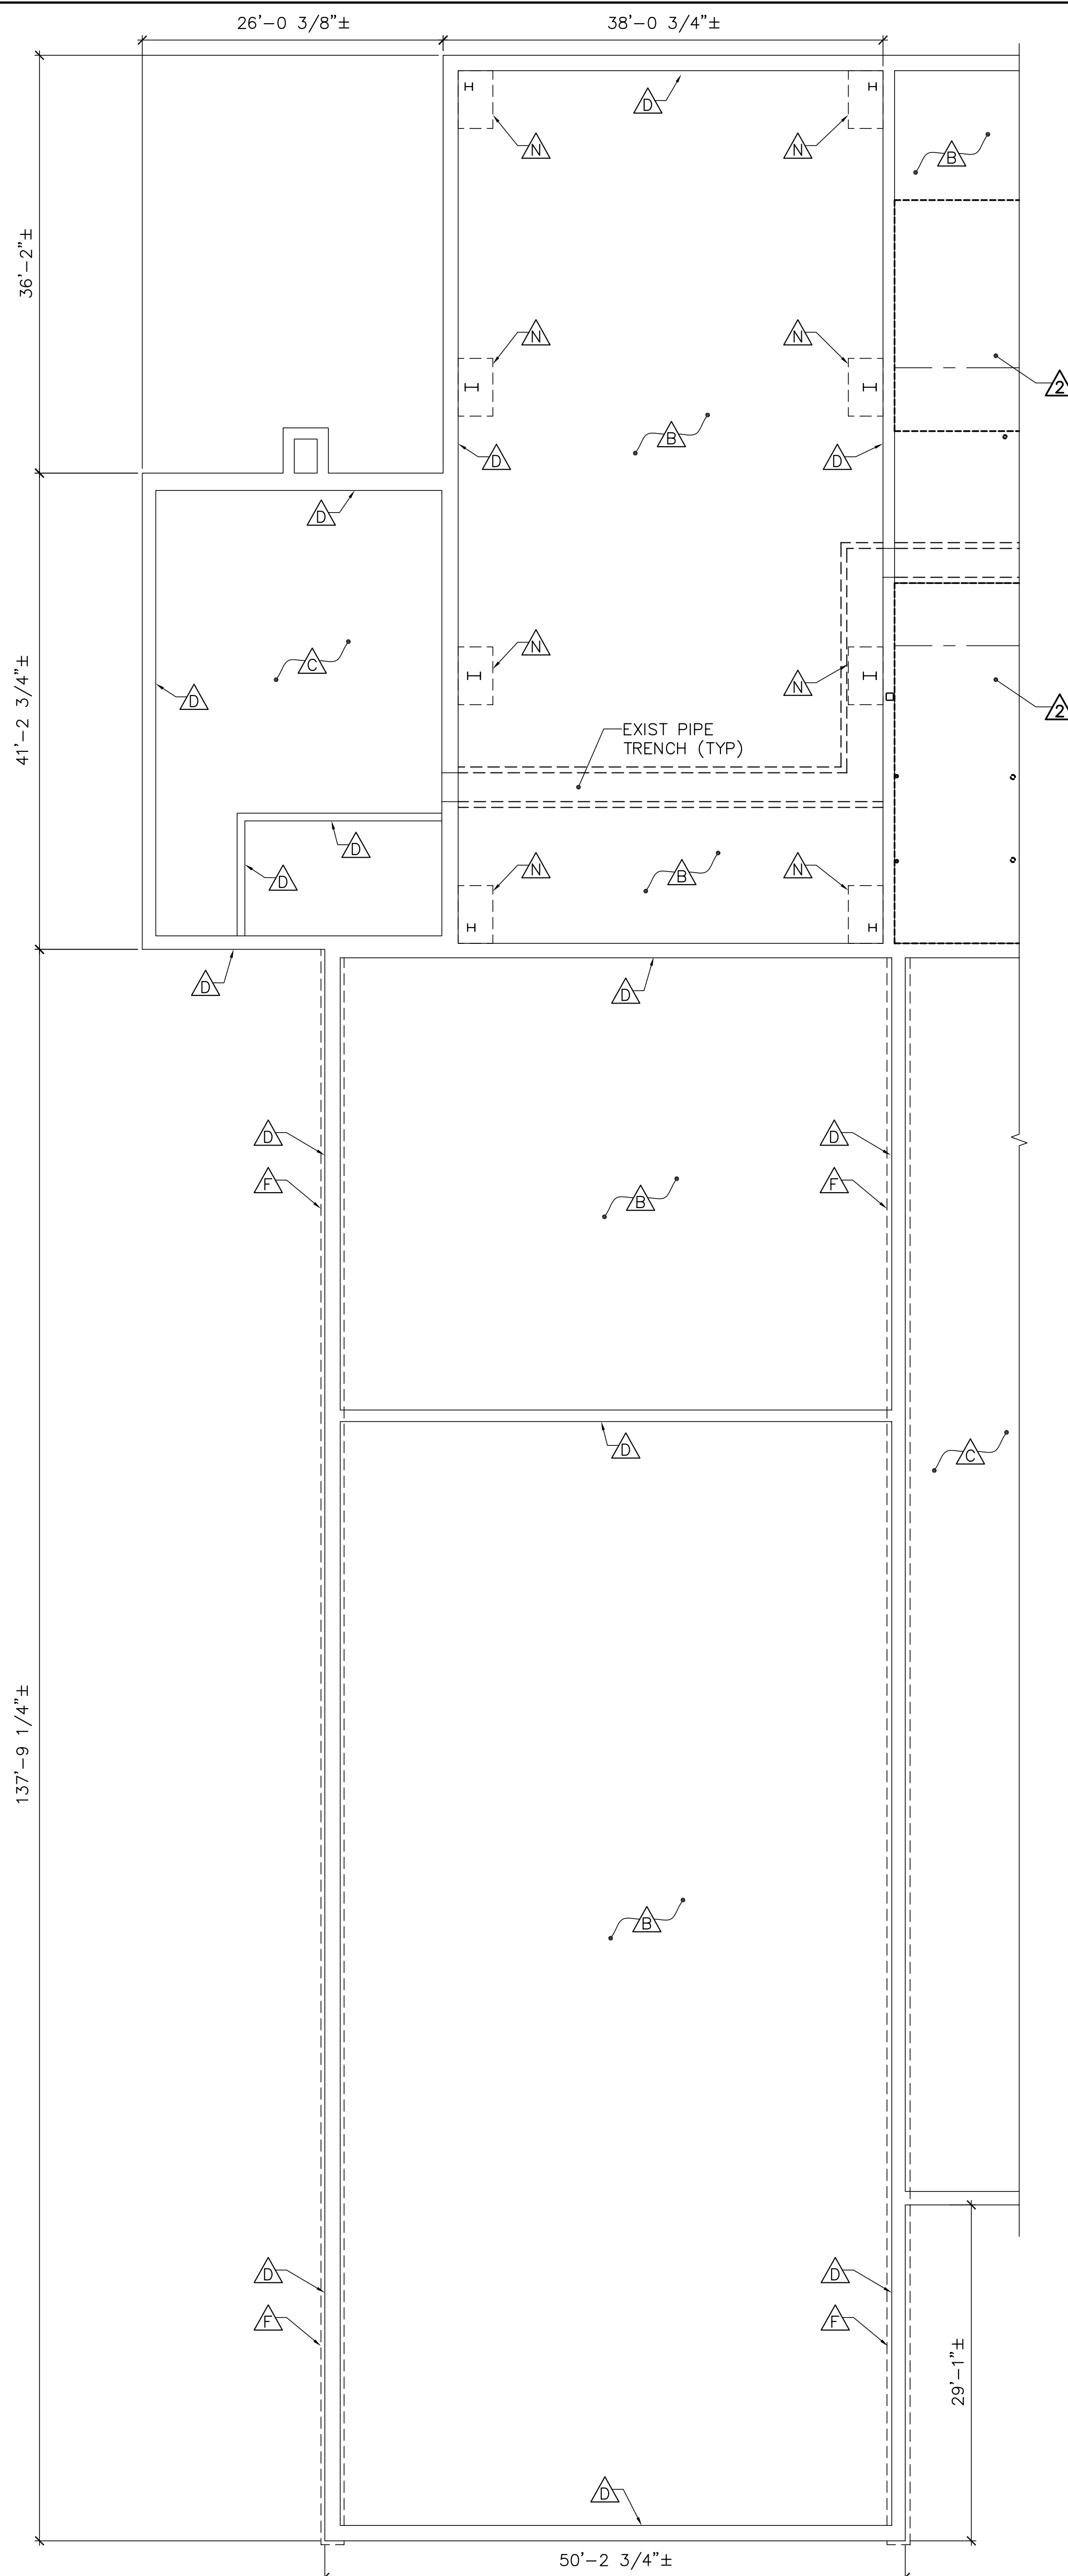 26'-0 3/8"±
38'-0 3/4"±
D
N
N
B
36'-2"±
N
N
2
B
D
D
D
C
N
N
D
2
41'-2 3/4"±
EXIST PIPE
TRENCH (TYP)
D
N
B
N
D
D
D
D
D
F
F
B
D
C
137'-9 1/4"±
B
D
D
F
F
29'-1"±
D
50'-2 3/4"±